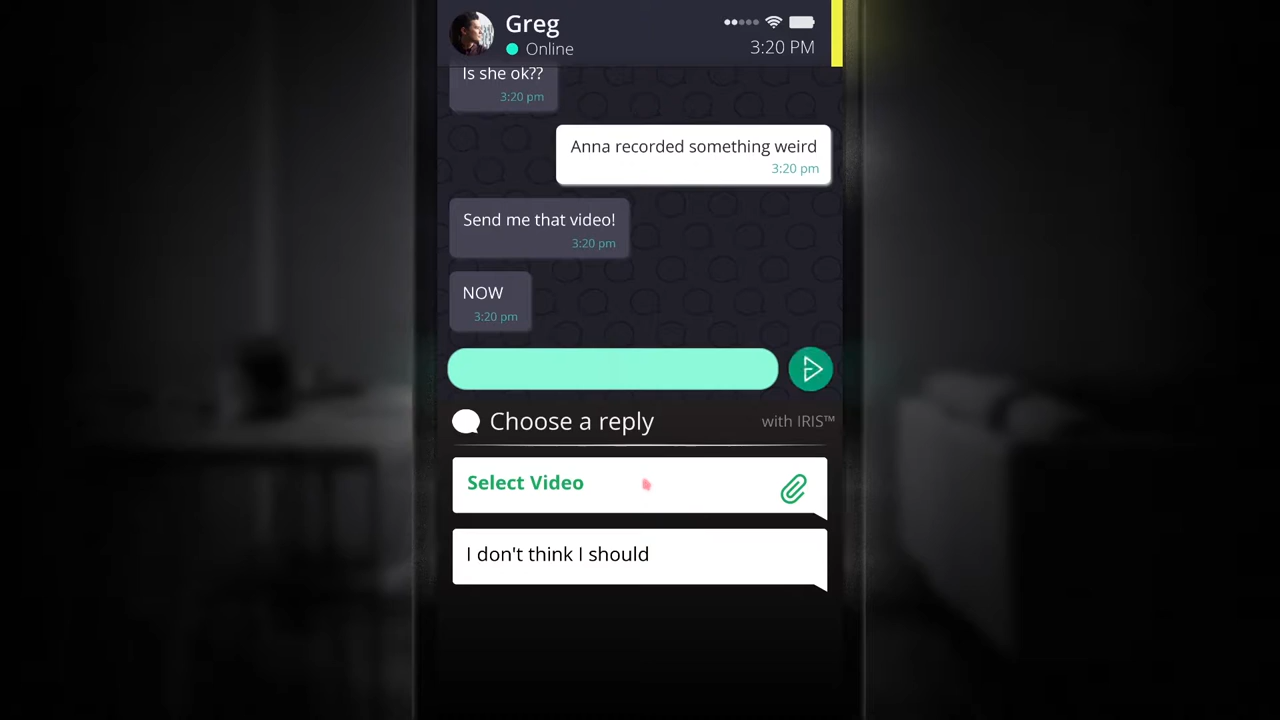 Greg
Online
3:20 PM
Is she ok??
3:20 pm
Anna recorded something weird
3:20 pm
Send me that video!
3:20 pm
NOW
3:20 pm
Choose a reply
with IRIS™
Select Video
I don't think I should